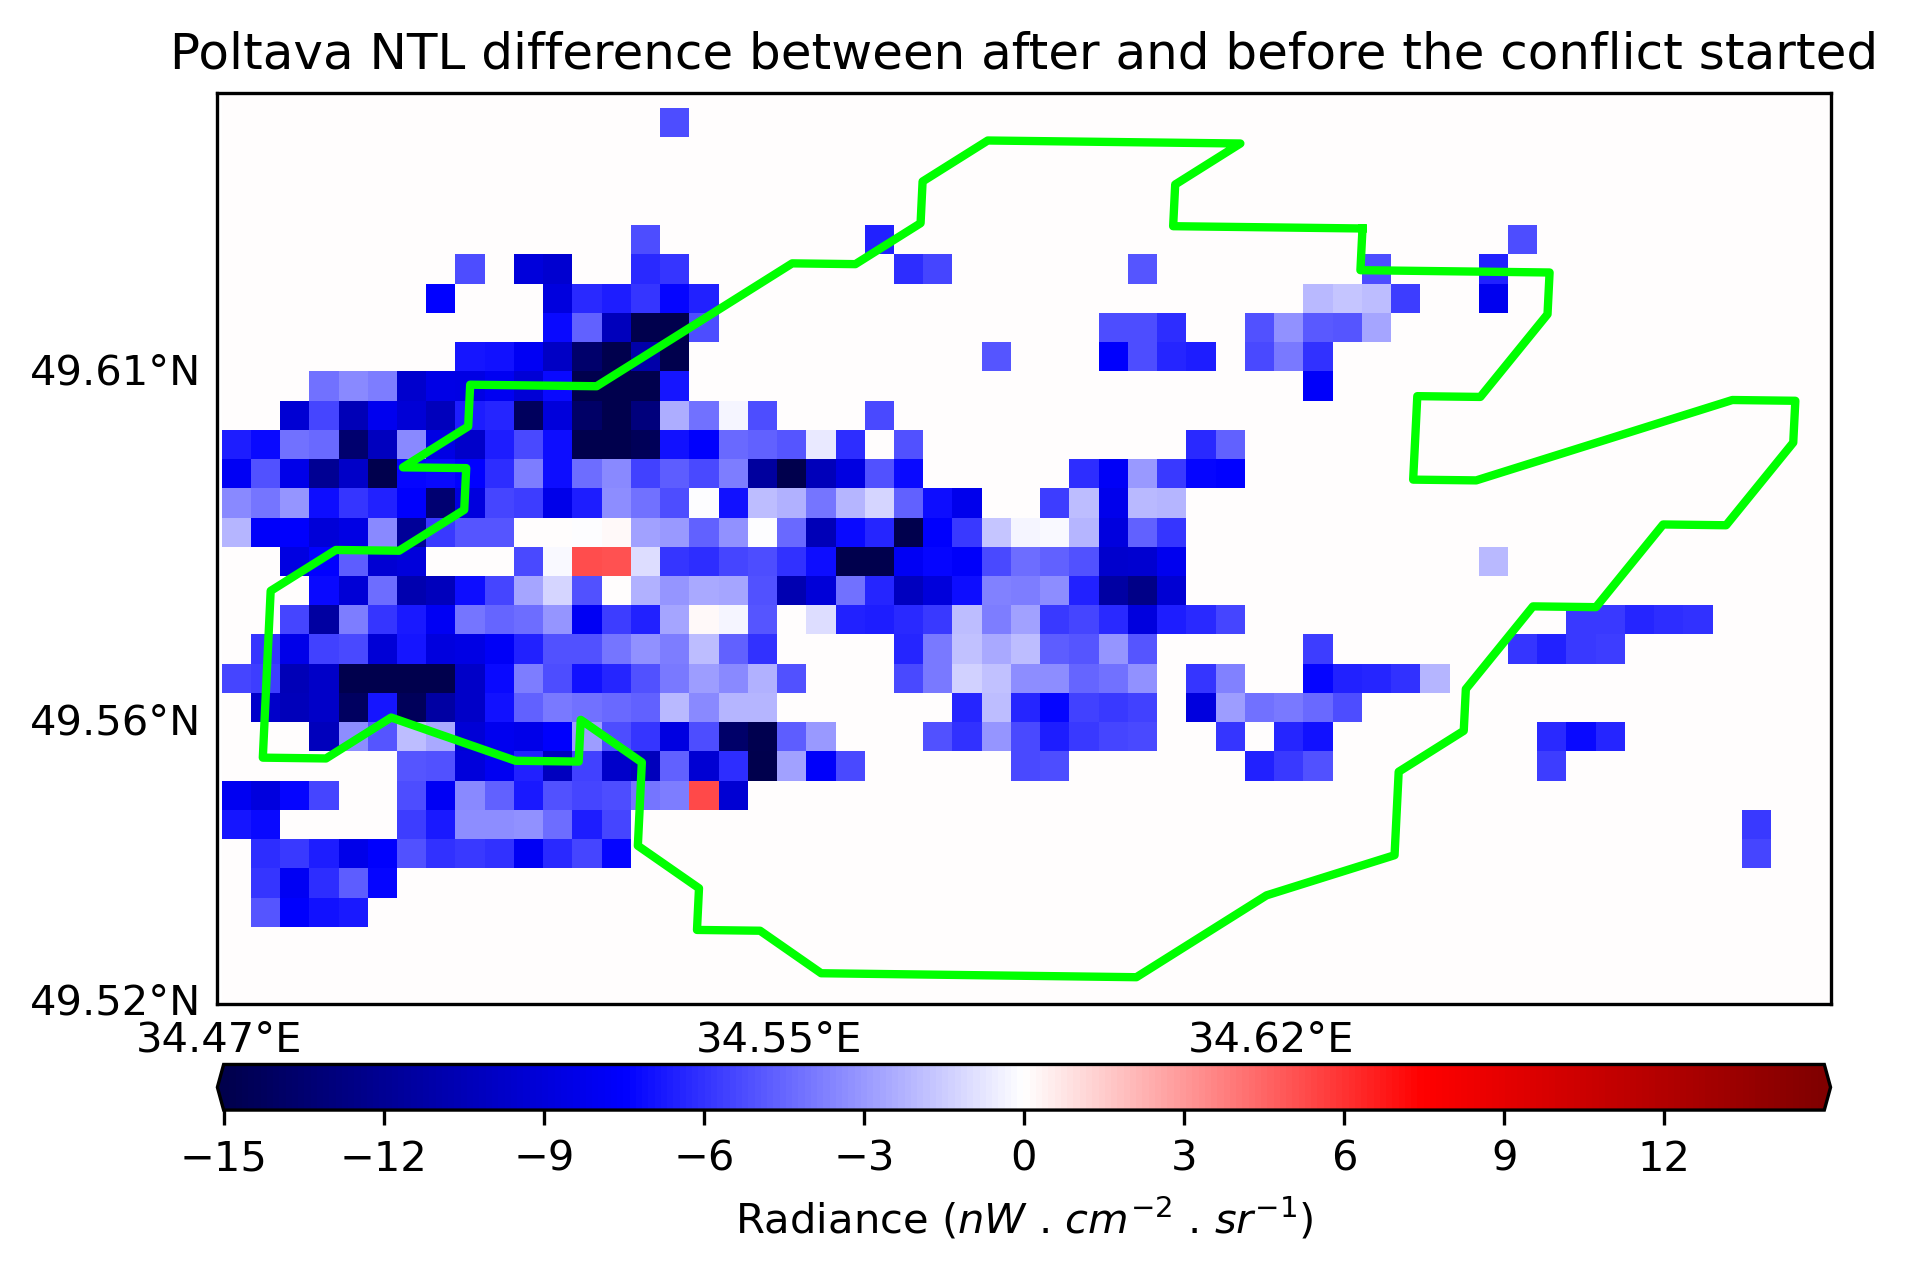 Poltava NTL difference between after and before the conflict started
49.61°N
49.56°N
49.52°N
34.47°E 34.55°E 34.62°E
−15 −12 −9 −6 −3 0 3 6 9 12
Radiance (nW . cm⁻² . sr⁻¹)